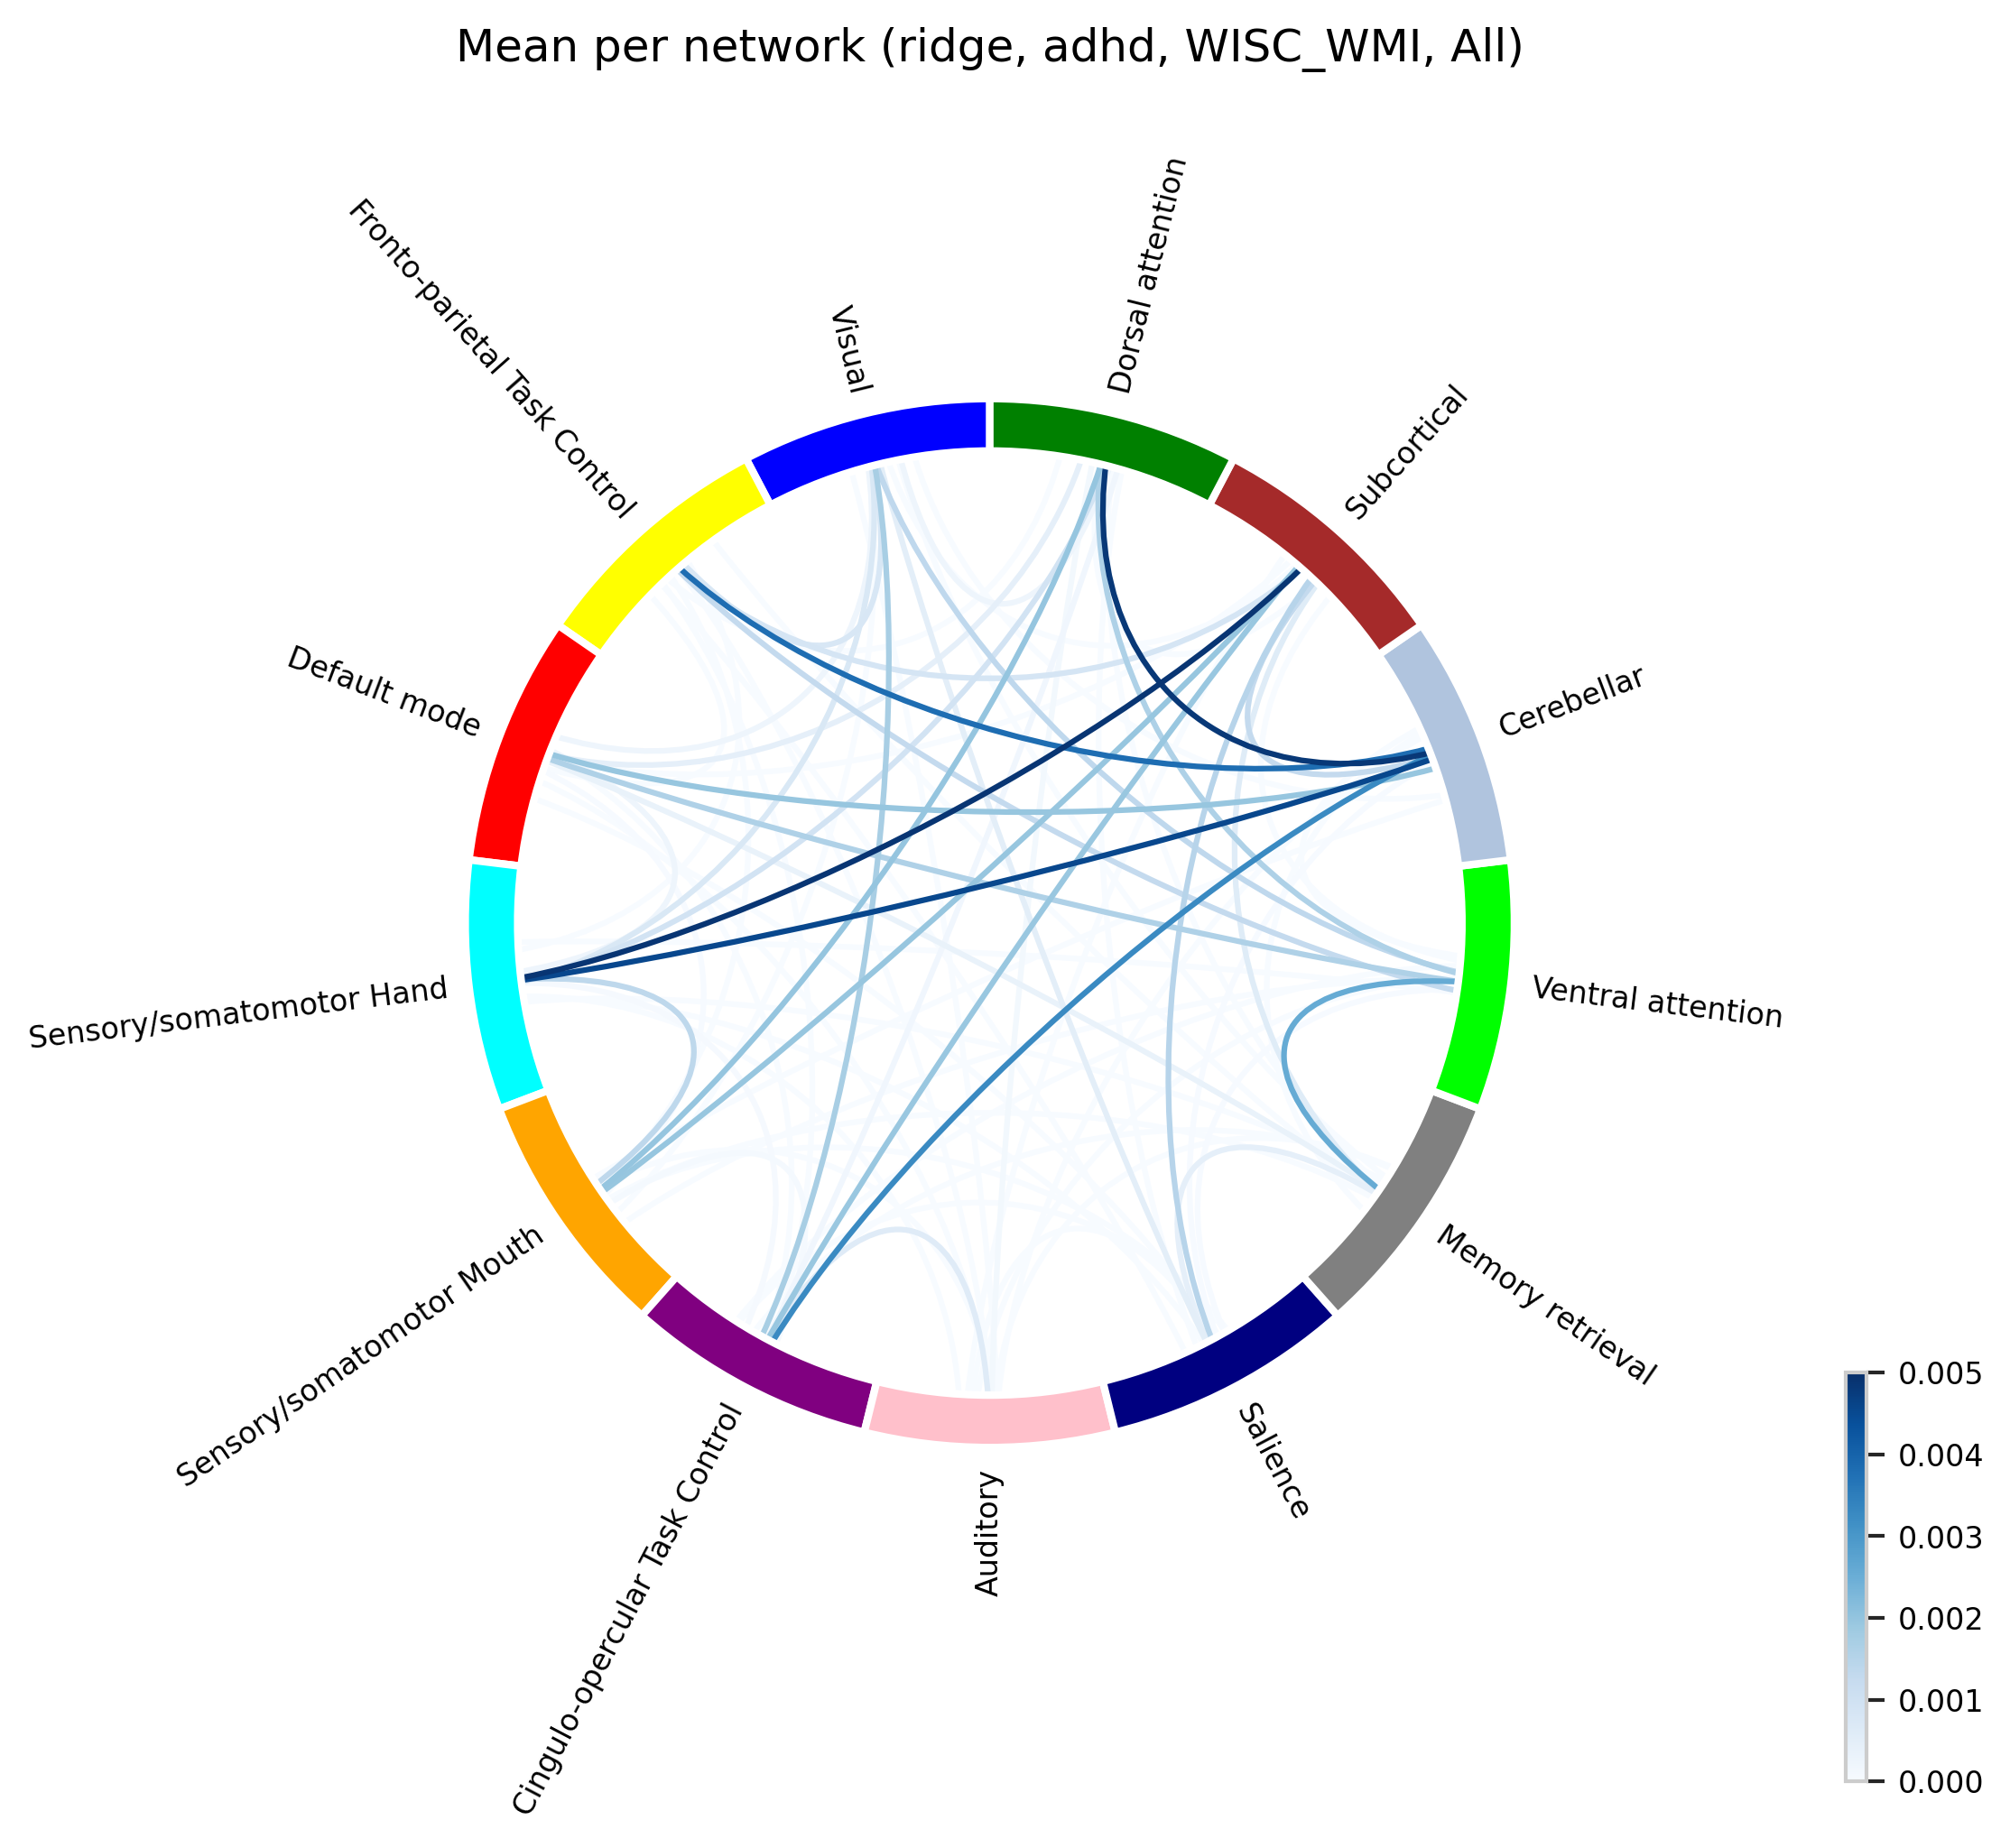 Mean per network (ridge, adhd, WISC_WMI, All)
Dorsal attention
Subcortical
Cerebellar
Ventral attention
Memory retrieval
Salience
Auditory
Cingulo-opercular Task Control
Sensory/somatomotor Mouth
Sensory/somatomotor Hand
Default mode
Fronto-parietal Task Control
Visual
0.005
0.004
0.003
0.002
0.001
0.000